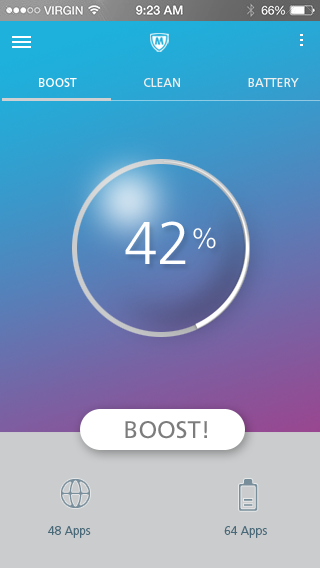 VIRGIN 9:23 AM 66%
M
BOOST CLEAN BATTERY
42%
BOOST!
48 Apps 64 Apps